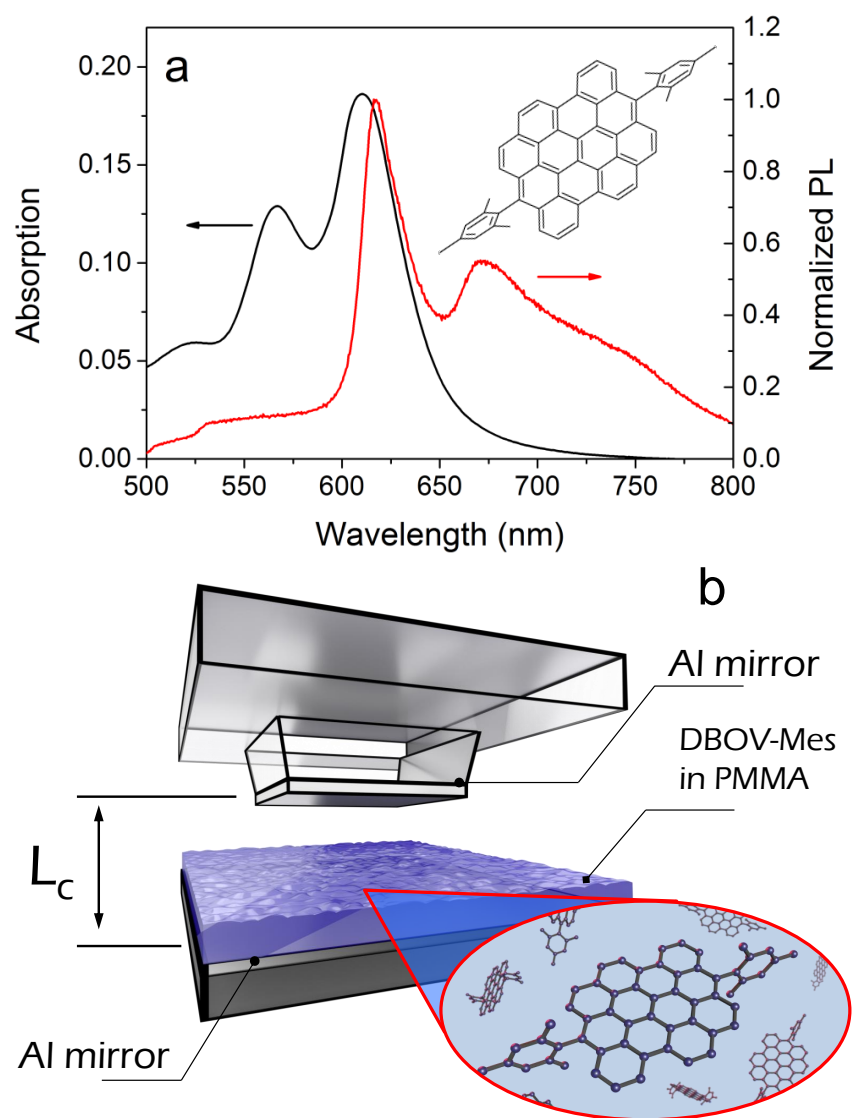 a
0.20
0.15
0.10
0.05
0.00
Absorption
1.2
1.0
0.8
0.6
0.4
0.2
0.0
Normalized PL
500 550 600 650 700 750 800
Wavelength (nm)
b
Al mirror
DBOV-Mes
in PMMA
Lc
Al mirror